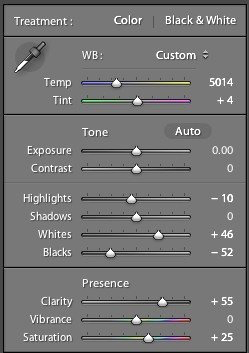 Treatment : Color | Black & White
WB : Custom
Temp 5014
Tint + 4
Tone Auto
Exposure 0.00
Contrast 0
Highlights − 10
Shadows 0
Whites + 46
Blacks − 52
Presence
Clarity + 55
Vibrance 0
Saturation + 25